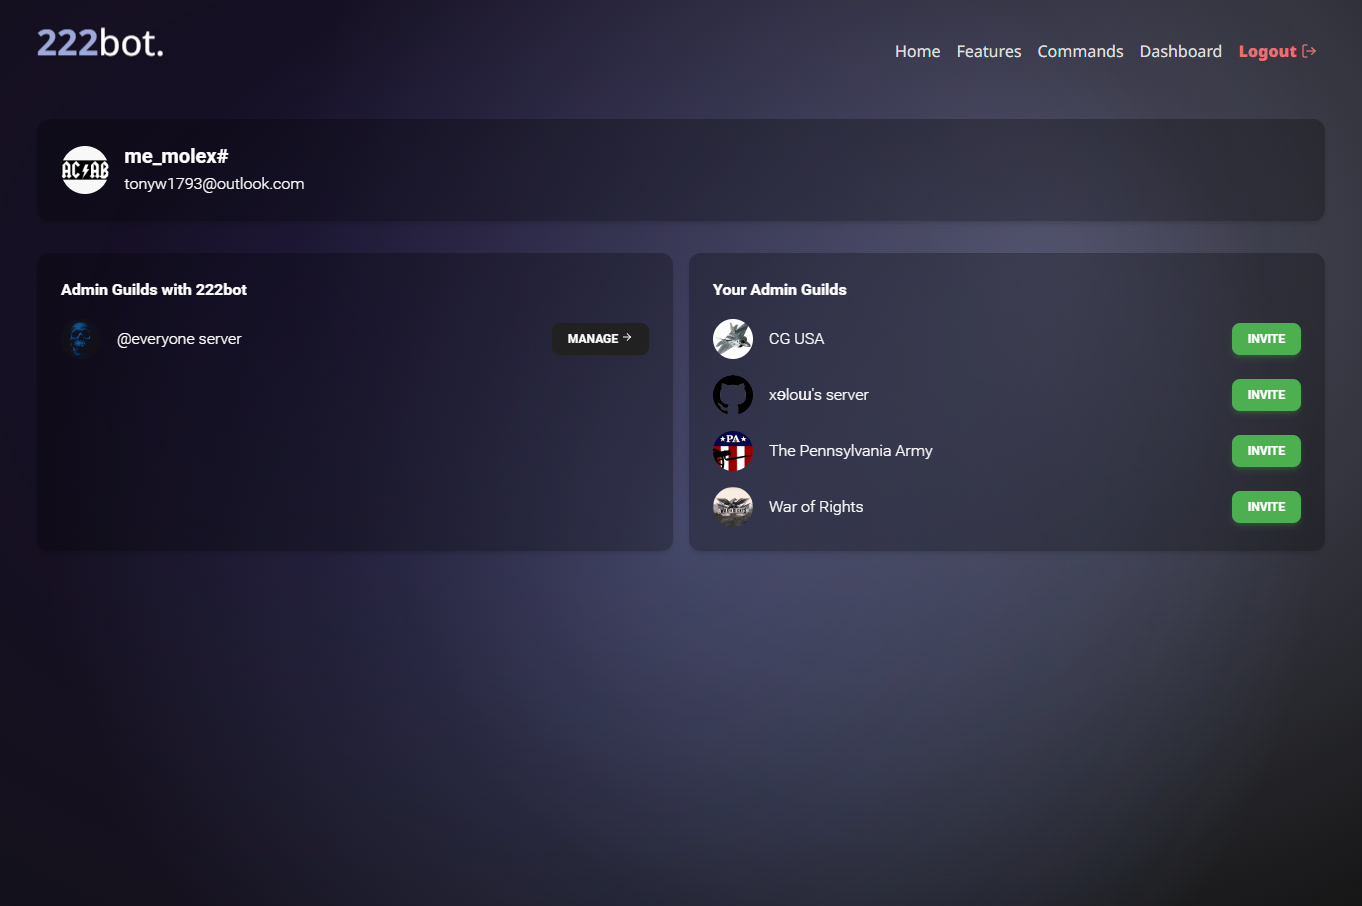 222bot.
Home Features Commands Dashboard Logout
AC⚡AB
me_molex#
tonyw1793@outlook.com
Admin Guilds with 222bot
@everyone server
MANAGE →
Your Admin Guilds
CG USA
INVITE
xɘloɯ's server
INVITE
★PA★
The Pennsylvania Army
INVITE
War of Rights
INVITE